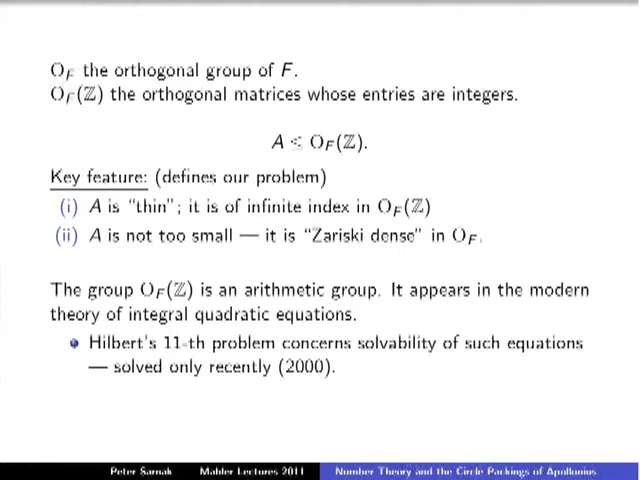 O_F the orthogonal group of F.
O_F(ℤ) the orthogonal matrices whose entries are integers.
A ≤ O_F(ℤ).
Key feature: (defines our problem)
(i) A is "thin"; it is of infinite index in O_F(ℤ)
(ii) A is not too small — it is "Zariski dense" in O_F.
The group O_F(ℤ) is an arithmetic group. It appears in the modern
theory of integral quadratic equations.
Hilbert's 11-th problem concerns solvability of such equations
— solved only recently (2000).
Peter Sarnak Mahler Lectures 2011 Number Theory and the Circle Packings of Apollonius